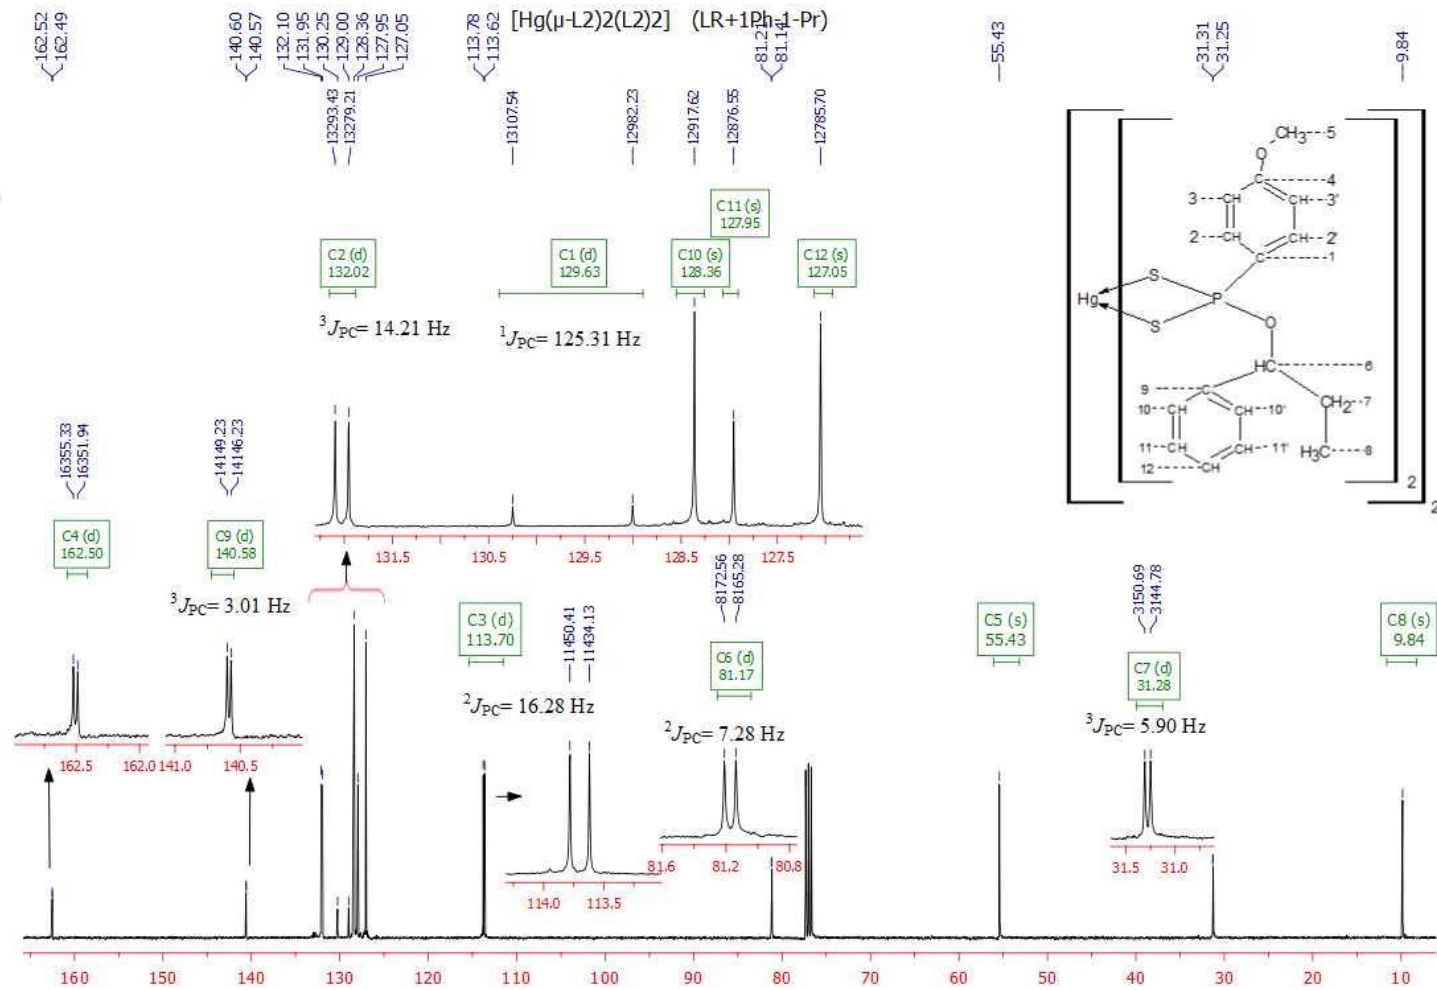 [Hg(μ-L2)2(L2)2] (LR+1Ph-1-Pr)
162.52
162.49
140.60
140.57
132.10
131.95
130.25
129.00
128.36
127.95
127.05
113.78
113.62
81.21
81.14
55.43
31.31
31.25
9.84
13293.43
13279.21
13107.54
12982.23
12917.62
12876.55
12785.70
C2 (d)
132.02
C1 (d)
129.63
C10 (s)
128.36
C11 (s)
127.95
C12 (s)
127.05
³JPC= 14.21 Hz
¹JPC= 125.31 Hz
131.5 130.5 129.5 128.5 127.5
CH3 5
O
C 4
3 CH CH 3'
2 CH CH 2'
C 1
S
Hg P
S
O
HC 6
9 C
10 CH CH 10'
CH2 7
11 CH CH 11'
H3C 8
12 CH
2
2
16355.33
16351.94
C4 (d)
162.50
162.5 162.0
14149.23
14146.23
C9 (d)
140.58
³JPC= 3.01 Hz
141.0 140.5
C3 (d)
113.70
11450.41
11434.13
²JPC= 16.28 Hz
114.0 113.5
8172.56
8165.28
C6 (d)
81.17
²JPC= 7.28 Hz
81.6 81.2 80.8
C5 (s)
55.43
3150.69
3144.78
C7 (d)
31.28
³JPC= 5.90 Hz
31.5 31.0
C8 (s)
9.84
160 150 140 130 120 110 100 90 80 70 60 50 40 30 20 10